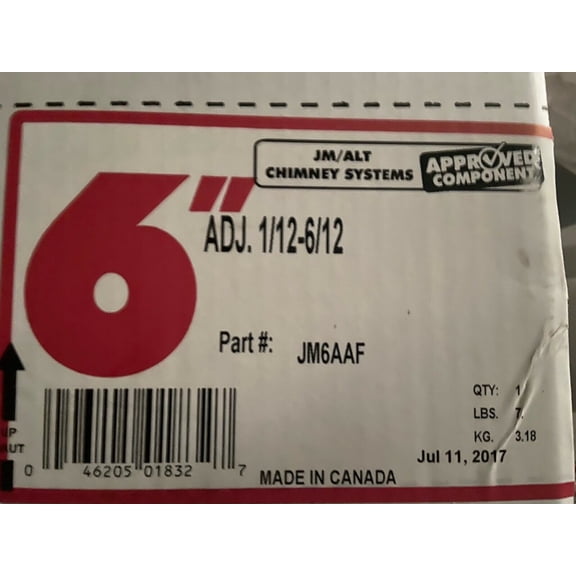 JM/ALT
CHIMNEY SYSTEMS
APPROVED
COMPONENT
6"
ADJ. 1/12-6/12
Part #: JM6AAF
QTY: 1
LBS. 7.
KG. 3.18
UP
Jul 11, 2017
0 46205 01832 7
MADE IN CANADA